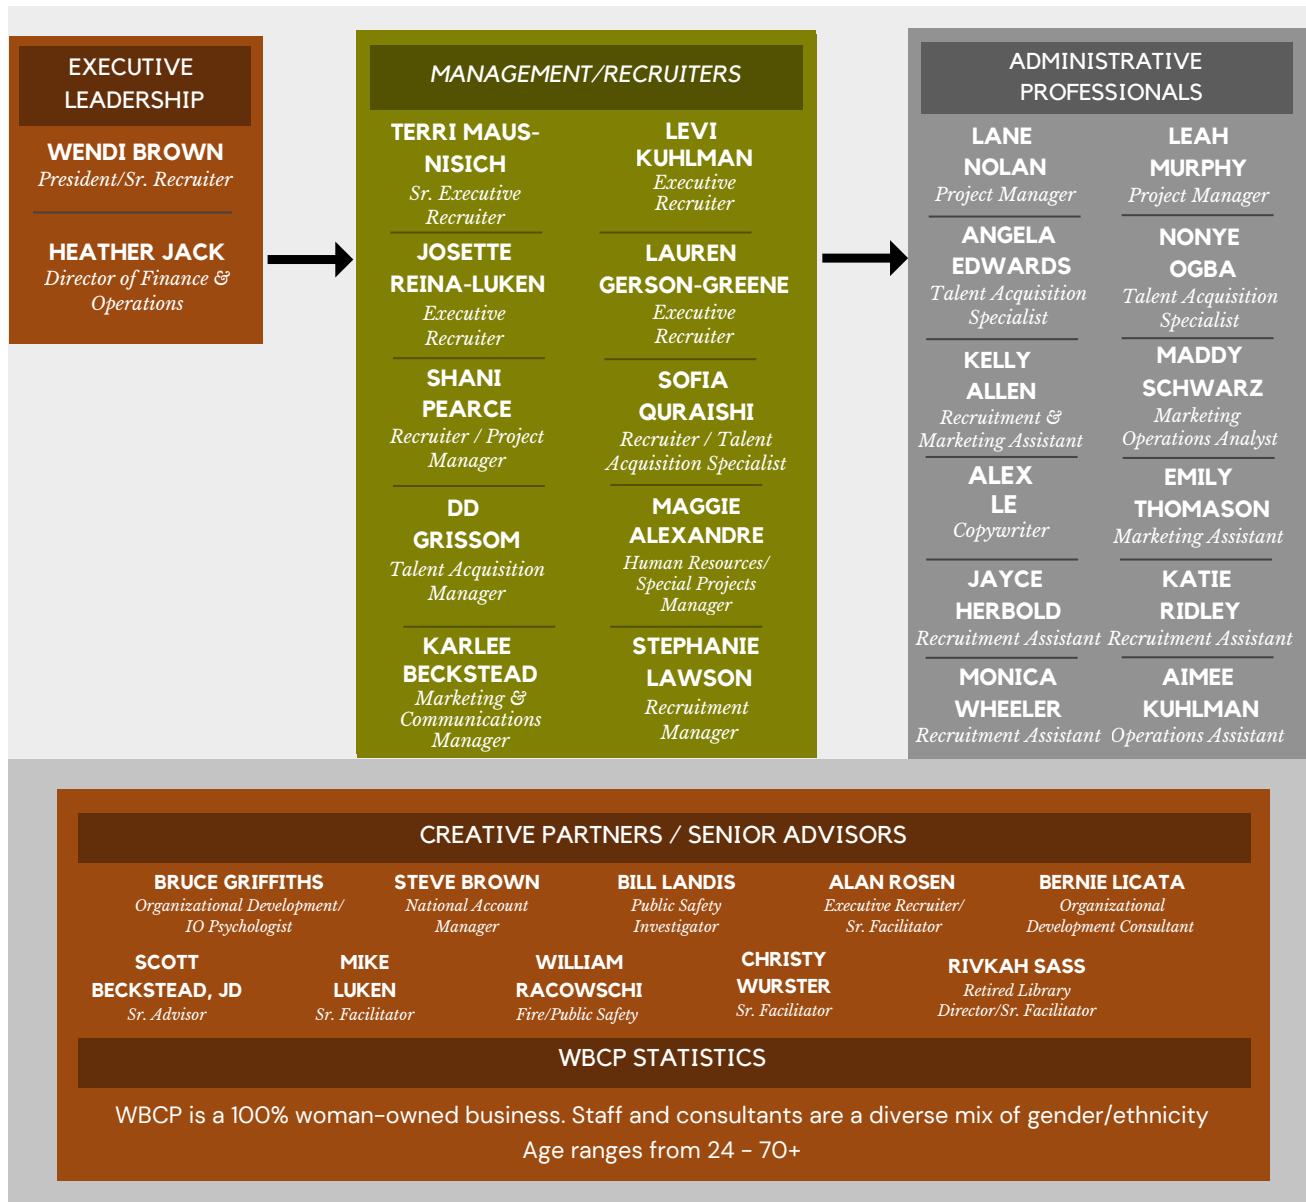 EXECUTIVE
LEADERSHIP
WENDI BROWN
President/Sr. Recruiter
HEATHER JACK
Director of Finance &
Operations
MANAGEMENT/RECRUITERS
TERRI MAUS-
NISICH
Sr. Executive
Recruiter
LEVI
KUHLMAN
Executive
Recruiter
JOSETTE
REINA-LUKEN
Executive
Recruiter
LAUREN
GERSON-GREENE
Executive
Recruiter
SHANI
PEARCE
Recruiter / Project
Manager
SOFIA
QURAISHI
Recruiter / Talent
Acquisition Specialist
DD
GRISSOM
Talent Acquisition
Manager
MAGGIE
ALEXANDRE
Human Resources/
Special Projects
Manager
KARLEE
BECKSTEAD
Marketing &
Communications
Manager
STEPHANIE
LAWSON
Recruitment
Manager
ADMINISTRATIVE
PROFESSIONALS
LANE
NOLAN
Project Manager
LEAH
MURPHY
Project Manager
ANGELA
EDWARDS
Talent Acquisition
Specialist
NONYE
OGBA
Talent Acquisition
Specialist
KELLY
ALLEN
Recruitment &
Marketing Assistant
MADDY
SCHWARZ
Marketing
Operations Analyst
ALEX
LE
Copywriter
EMILY
THOMASON
Marketing Assistant
JAYCE
HERBOLD
Recruitment Assistant
KATIE
RIDLEY
Recruitment Assistant
MONICA
WHEELER
Recruitment Assistant
AIMEE
KUHLMAN
Operations Assistant
CREATIVE PARTNERS / SENIOR ADVISORS
BRUCE GRIFFITHS
Organizational Development/
IO Psychologist
STEVE BROWN
National Account
Manager
BILL LANDIS
Public Safety
Investigator
ALAN ROSEN
Executive Recruiter/
Sr. Facilitator
BERNIE LICATA
Organizational
Development Consultant
SCOTT
BECKSTEAD, JD
Sr. Advisor
MIKE
LUKEN
Sr. Facilitator
WILLIAM
RACOWSCHI
Fire/Public Safety
CHRISTY
WURSTER
Sr. Facilitator
RIVKAH SASS
Retired Library
Director/Sr. Facilitator
WBCP STATISTICS
WBCP is a 100% woman-owned business. Staff and consultants are a diverse mix of gender/ethnicity
Age ranges from 24 - 70+